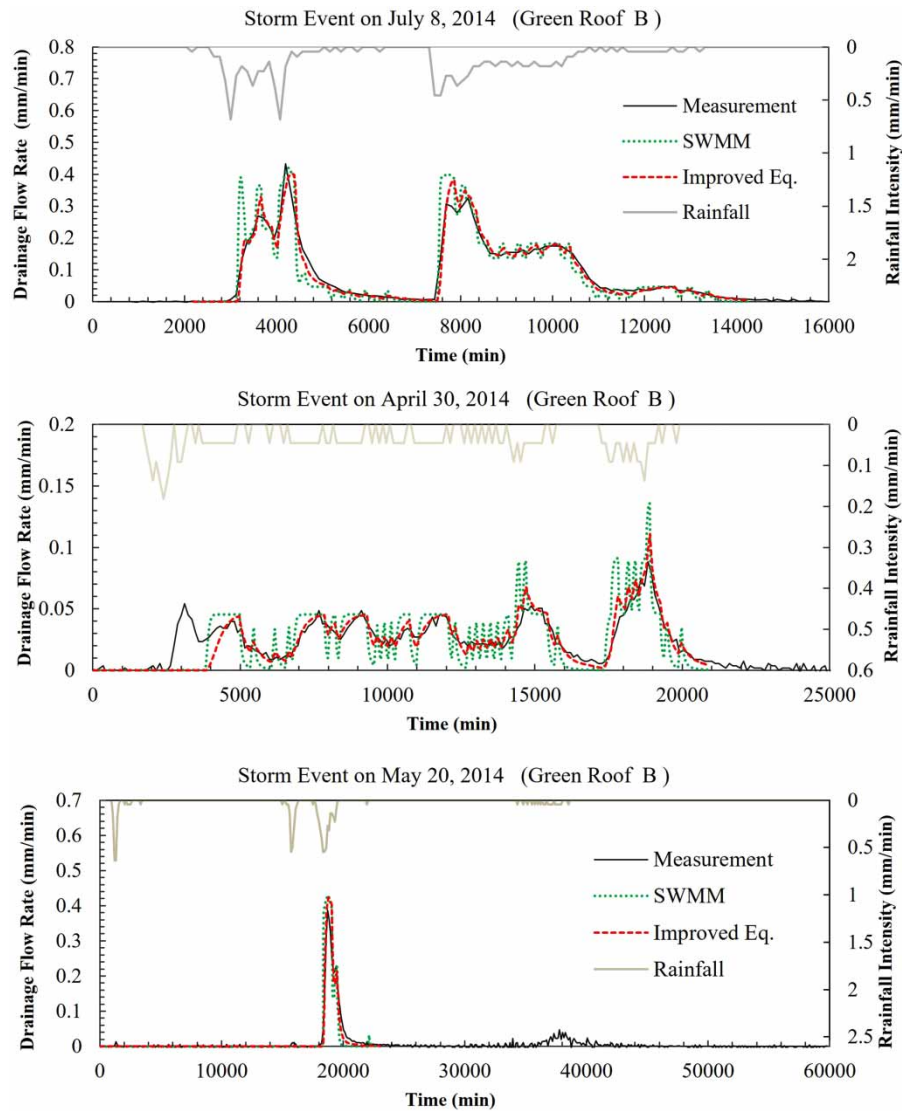 Storm Event on July 8, 2014 (Green Roof B )
Drainage Flow Rate (mm/min)
0.8
0.7
0.6
0.5
0.4
0.3
0.2
0.1
0
0
0.5
1
1.5
2
Rainfall Intensity (mm/min)
Measurement
SWMM
Improved Eq.
Rainfall
0 2000 4000 6000 8000 10000 12000 14000 16000
Time (min)
Storm Event on April 30, 2014 (Green Roof B )
Drainage Flow Rate (mm/min)
0.2
0.15
0.1
0.05
0
0
0.1
0.2
0.3
0.4
0.5
0.6
Rrainfall Intensity (mm/min)
0 5000 10000 15000 20000 25000
Time (min)
Storm Event on May 20, 2014 (Green Roof B )
Drainage Flow Rate (mm/min)
0.7
0.6
0.5
0.4
0.3
0.2
0.1
0
0
0.5
1
1.5
2
2.5
Rrainfall Intensity (mm/min)
Measurement
SWMM
Improved Eq.
Rainfall
0 10000 20000 30000 40000 50000 60000
Time (min)